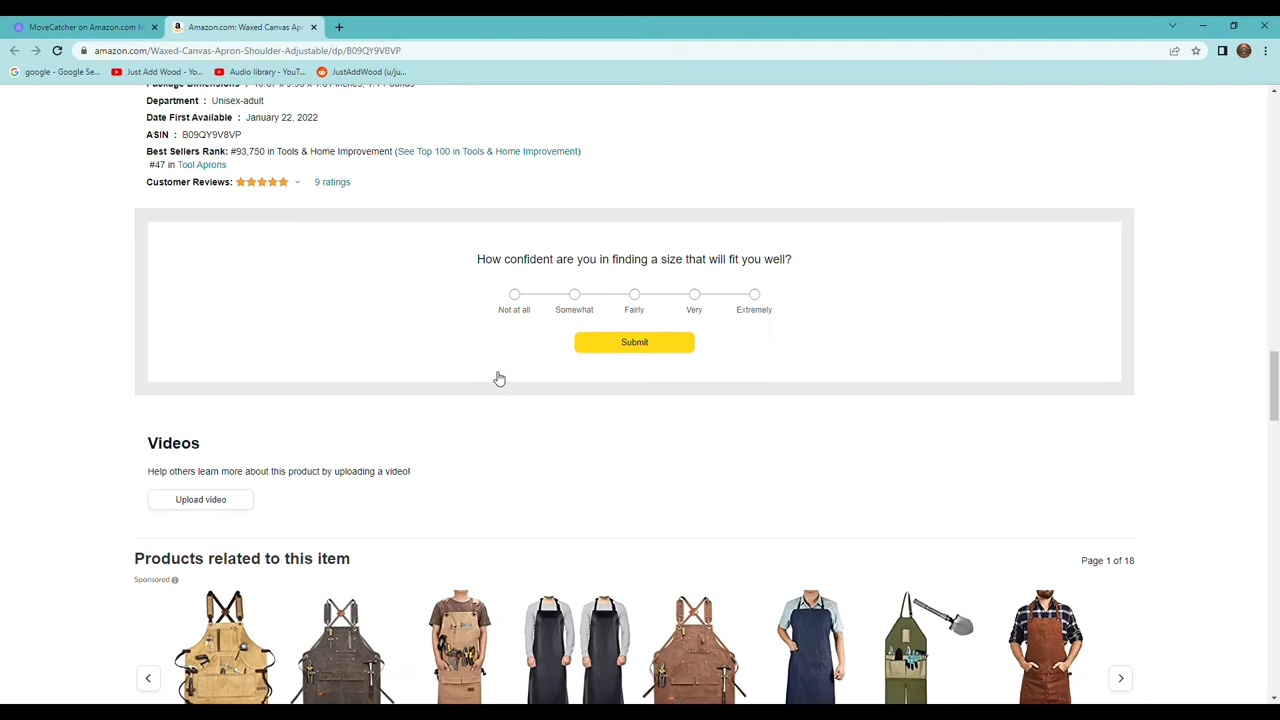 MoveCatcher on Amazon.com M
Amazon.com: Waxed Canvas Apr
amazon.com/Waxed-Canvas-Apron-Shoulder-Adjustable/dp/B09QY9V8VP
google - Google Se...
Just Add Wood - Yo...
Audio library - YouT...
JustAddWood (u/ju...
Department : Unisex-adult
Date First Available : January 22, 2022
ASIN : B09QY9V8VP
Best Sellers Rank: #93,750 in Tools & Home Improvement (See Top 100 in Tools & Home Improvement)
#47 in Tool Aprons
Customer Reviews: 9 ratings
How confident are you in finding a size that will fit you well?
Not at all Somewhat Fairly Very Extremely
Submit
Videos
Help others learn more about this product by uploading a video!
Upload video
Products related to this item
Page 1 of 18
Sponsored